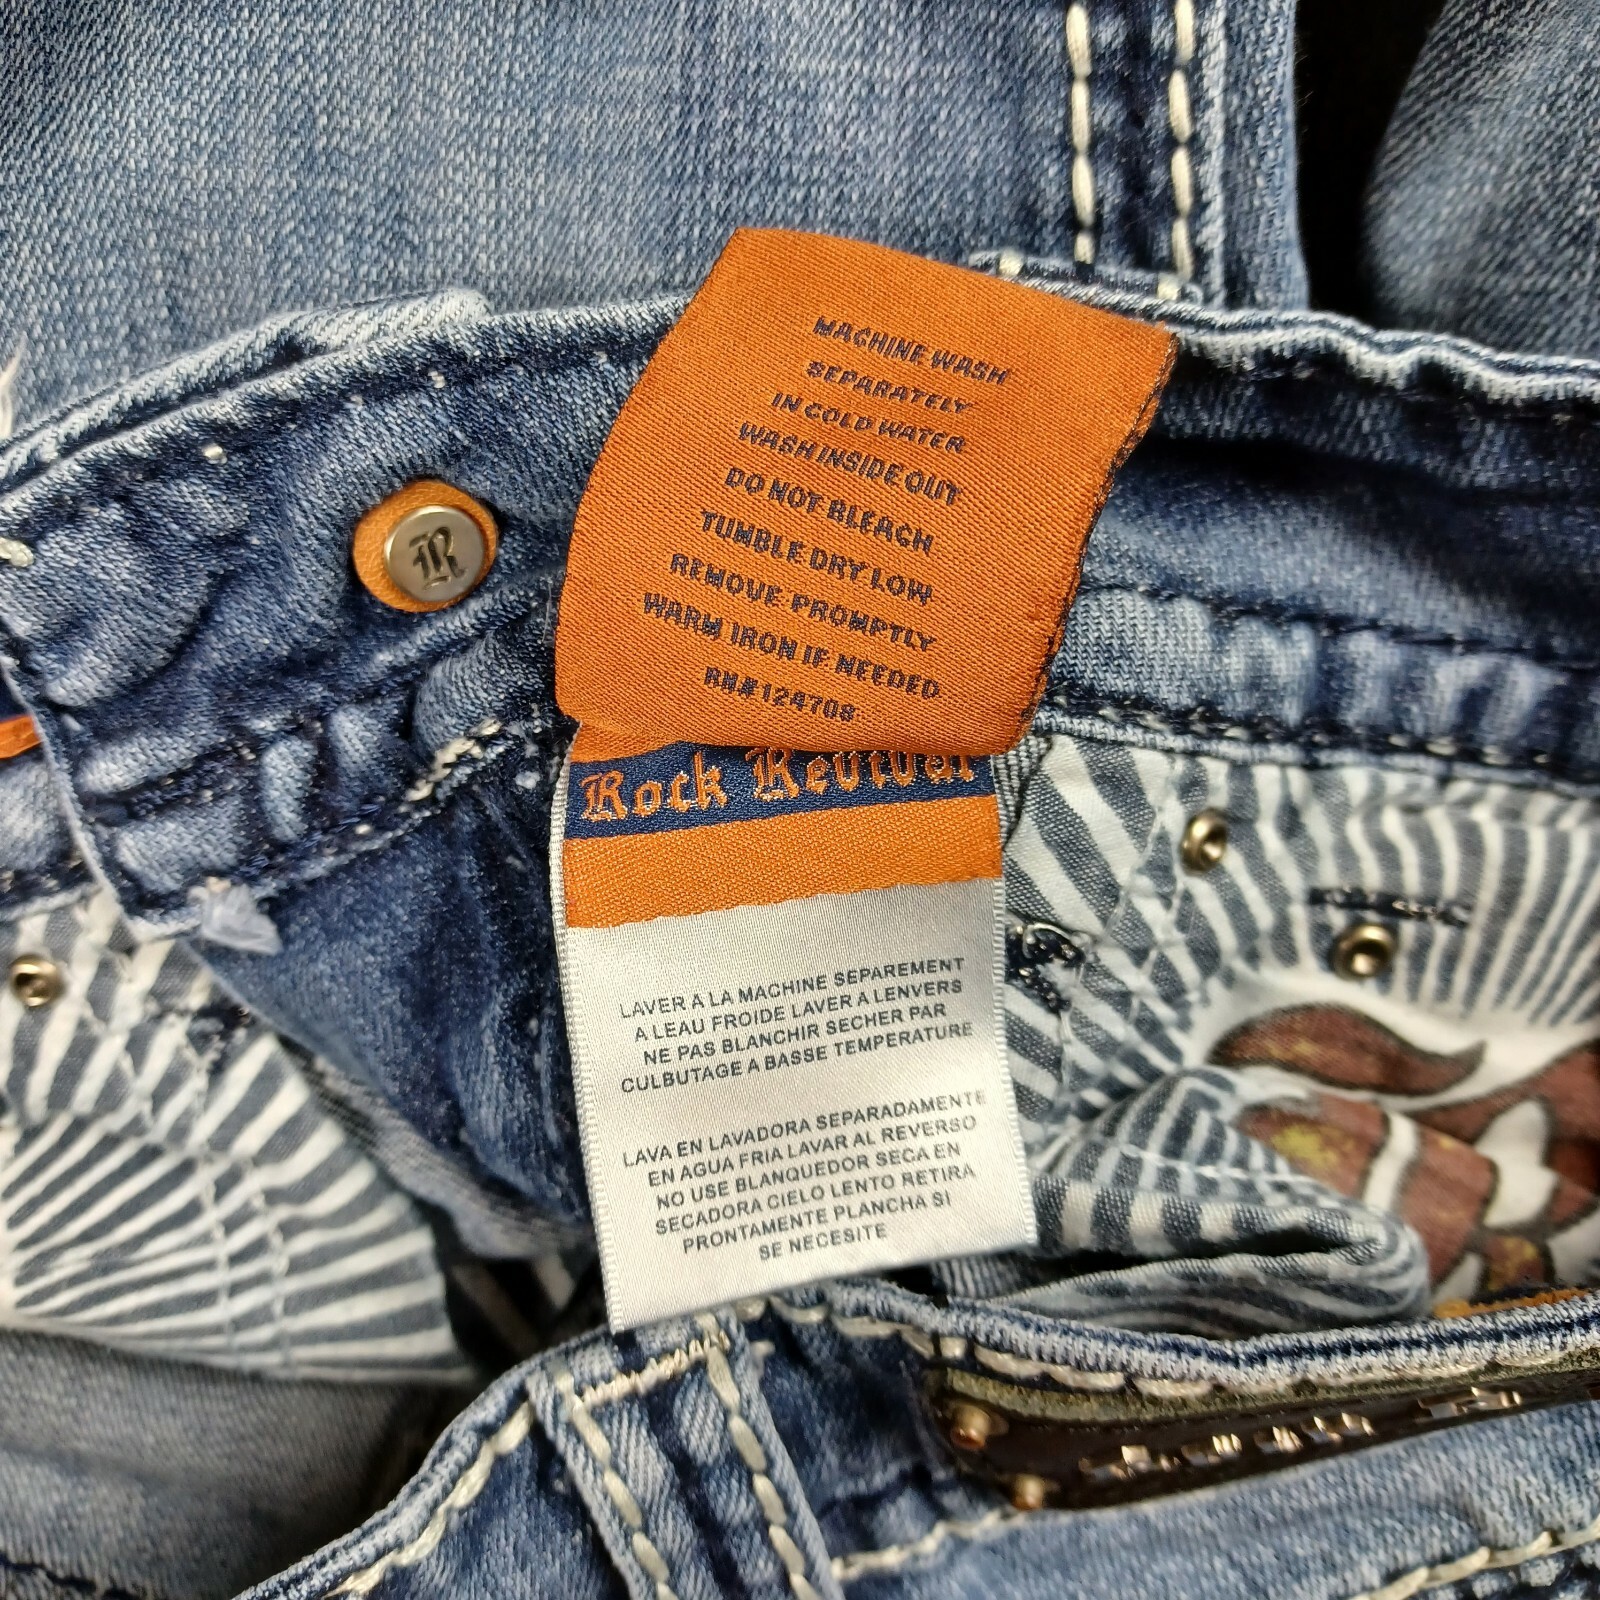 MACHINE WASH
SEPARATELY
IN COLD WATER
WASH INSIDE OUT
DO NOT BLEACH
TUMBLE DRY LOW
REMOVE PROMPTLY
WARM IRON IF NEEDED
RN#124708
R
Rock Revival
LAVER A LA MACHINE SEPAREMENT
A LEAU FROIDE LAVER A LENVERS
NE PAS BLANCHIR SECHER PAR
CULBUTAGE A BASSE TEMPERATURE
LAVA EN LAVADORA SEPARADAMENTE
EN AGUA FRIA LAVAR AL REVERSO
NO USE BLANQUEDOR SECA EN
SECADORA CIELO LENTO RETIRA
PRONTAMENTE PLANCHA SI
SE NECESITE